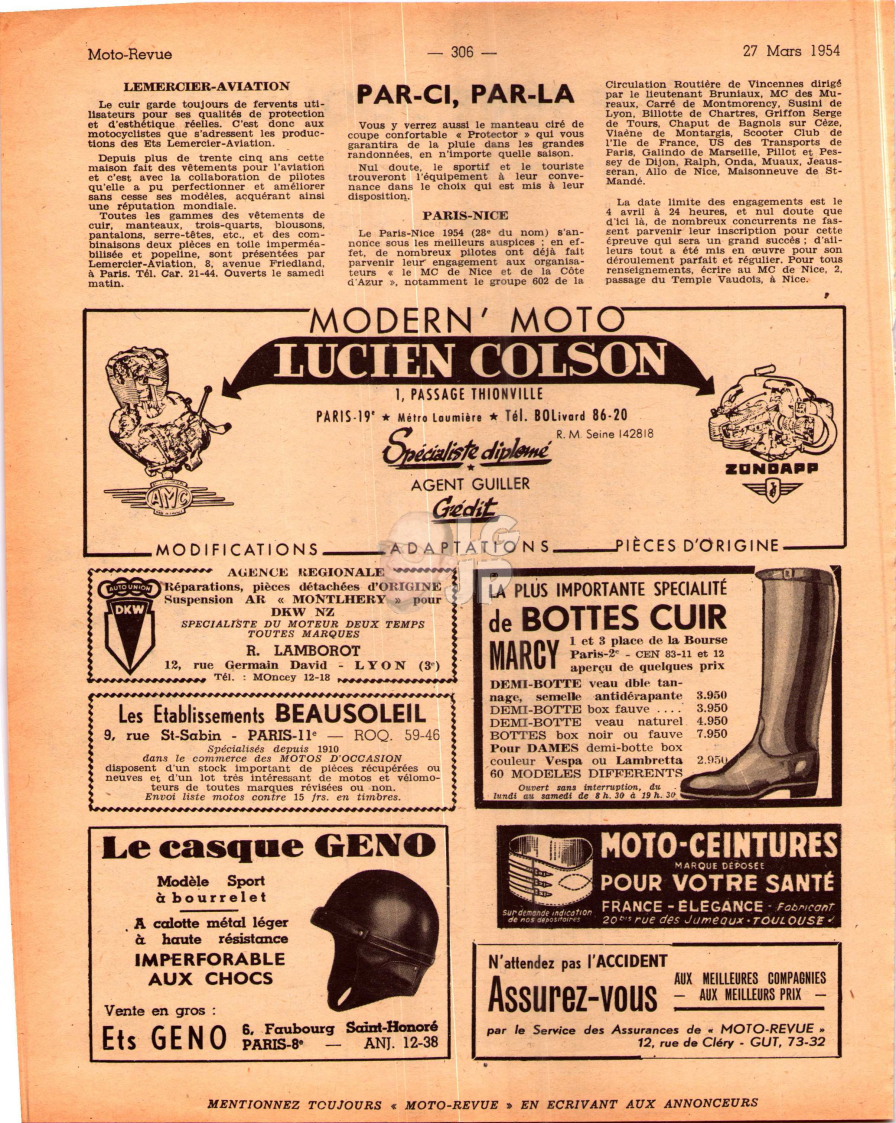 Moto-Revue
— 306 —
27 Mars 1954
LEMERCIER-AVIATION
Le cuir garde toujours de fervents uti-
lisateurs pour ses qualités de protection
et d'esthétique réelles. C'est donc aux
motocyclistes que s'adressent les produc-
tions des Ets Lemercier-Aviation.
Depuis plus de trente cinq ans cette
maison fait des vêtements pour l'aviation
et c'est avec la collaboration de pilotes
qu'elle a pu perfectionner et améliorer
sans cesse ses modèles, acquérant ainsi
une réputation mondiale.
Toutes les gammes des vêtements de
cuir, manteaux, trois-quarts, blousons,
pantalons, serre-têtes, etc., et des com-
binaisons deux pièces en toile imperméa-
bilisée et popeline, sont présentées par
Lemercier-Aviation, 8, avenue Friedland,
à Paris. Tél. Car. 21-44. Ouverts le samedi
matin.
PAR-CI, PAR-LA
Vous y verrez aussi le manteau ciré de
coupe confortable « Protector » qui vous
garantira de la pluie dans les grandes
randonnées, en n'importe quelle saison.
Nul doute, le sportif et le touriste
trouveront l'équipement à leur conve-
nance dans le choix qui est mis à leur
disposition.
PARIS-NICE
Le Paris-Nice 1954 (28e du nom) s'an-
nonce sous les meilleurs auspices ; en ef-
fet, de nombreux pilotes ont déjà fait
parvenir leur engagement aux organisa-
teurs « le MC de Nice et de la Côte
d'Azur », notamment le groupe 602 de la
Circulation Routière de Vincennes dirigé
par le lieutenant Bruniaux, MC des Mu-
reaux, Carré de Montmorency, Susini de
Lyon, Billotte de Chartres, Griffon Serge
de Tours, Chaput de Bagnols sur Cèze,
Vlaène de Montargis, Scooter Club de
l'Ile de France, US des Transports de
Paris, Galindo de Marseille, Pillot et Pes-
sey de Dijon, Ralph, Onda, Muaux, Jeaus-
seran, Allo de Nice, Maisonneuve de St-
Mandé.
La date limite des engagements est le
4 avril à 24 heures, et nul doute que
d'ici là, de nombreux concurrents ne fas-
sent parvenir leur inscription pour cette
épreuve qui sera un grand succès ; d'ail-
leurs tout a été mis en œuvre pour son
déroulement parfait et régulier. Pour tous
renseignements, écrire au MC de Nice, 2,
passage du Temple Vaudois, à Nice.
MODERN' MOTO
LUCIEN COLSON
1, PASSAGE THIONVILLE
PARIS-19e ★ Métro Laumière ★ Tél. BOLivard 86-20
R. M. Seine 142818
Spécialiste diplomé
★
AGENT GUILLER
Crédit
AMC
ZUNDAPP
MODIFICATIONS ADAPTATIONS PIÈCES D'ORIGINE
LG
JP
AUTO UNION
DKW
AGENCE REGIONALE
Réparations, pièces détachées d'ORIGINE
Suspension AR « MONTLHERY » pour
DKW NZ
SPECIALISTE DU MOTEUR DEUX TEMPS
TOUTES MARQUES
R. LAMBOROT
12, rue Germain David - LYON (3e)
Tél. : MOncey 12-18
Les Etablissements BEAUSOLEIL
9, rue St-Sabin - PARIS-11e — ROQ. 59-46
Spécialisés depuis 1910
dans le commerce des MOTOS D'OCCASION
disposent d'un stock important de pièces récupérées ou
neuves et d'un lot très intéressant de motos et vélomo-
teurs de toutes marques révisées ou non.
Envoi liste motos contre 15 frs. en timbres.
LA PLUS IMPORTANTE SPECIALITÉ
de BOTTES CUIR
MARCY 1 et 3 place de la Bourse
Paris-2e - CEN 83-11 et 12
aperçu de quelques prix
DEMI-BOTTE veau dble tan-
nage, semelle antidérapante 3.950
DEMI-BOTTE box fauve .... 3.950
DEMI-BOTTE veau naturel 4.950
BOTTES box noir ou fauve 7.950
Pour DAMES demi-botte box
couleur Vespa ou Lambretta 2.950
60 MODELES DIFFERENTS
Ouvert sans interruption, du
lundi au samedi de 8 h. 30 à 19 h. 30
Le casque GENO
Modèle Sport
à bourrelet
A calotte métal léger
à haute résistance
IMPERFORABLE
AUX CHOCS
Vente en gros :
Ets GENO 6, Faubourg Saint-Honoré
PARIS-8e — ANJ. 12-38
MOTO-CEINTURES
MARQUE DÉPOSÉE
POUR VOTRE SANTÉ
FRANCE - ÉLEGANCE - Fabricant
20bis rue des Jumeaux - TOULOUSE
Sur demande indication
de nos dépositaires
N'attendez pas l'ACCIDENT
Assurez-vous
AUX MEILLEURES COMPAGNIES
— AUX MEILLEURS PRIX —
par le Service des Assurances de « MOTO-REVUE »
12, rue de Cléry - GUT, 73-32
MENTIONNEZ TOUJOURS « MOTO-REVUE » EN ECRIVANT AUX ANNONCEURS